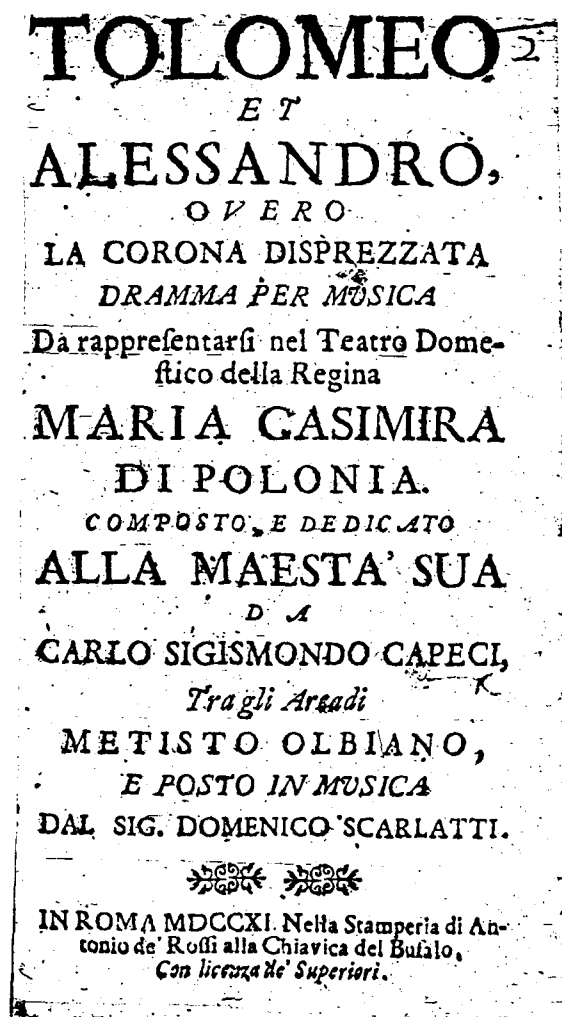 TOLOMEO
2
ET
ALESSANDRO,
OVERO
LA CORONA DISPREZZATA
DRAMMA PER MUSICA
Da rappreſentarſi nel Teatro Dome-
ſtico della Regina
MARIA CASIMIRA
DI POLONIA.
COMPOSTO, E DEDICATO
ALLA MAESTA' SUA
DA
CARLO SIGISMONDO CAPECI,
Tra gli Arcadi
METISTO OLBIANO,
E POSTO IN MVSICA
DAL SIG. DOMENICO SCARLATTI.
IN ROMA MDCCXI. Nella Stamperia di An-
tonio de' Roſſi alla Chiavica del Bufalo,
Con licenza de' Superiori.